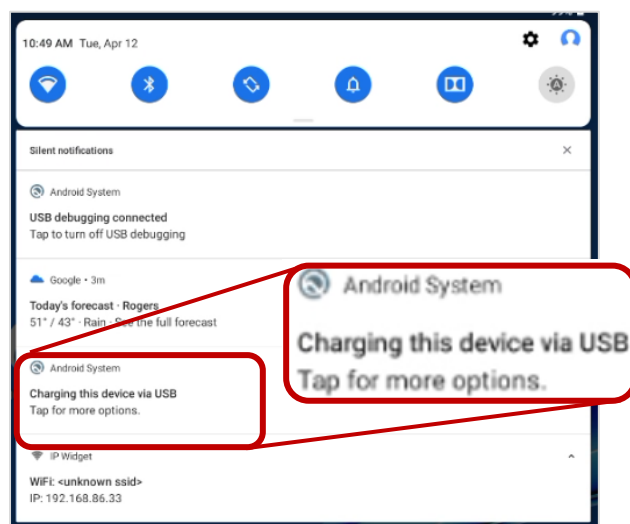 10:49 AM Tue, Apr 12
Silent notifications
Android System
USB debugging connected
Tap to turn off USB debugging
Google • 3m
Today's forecast · Rogers
51° / 43° · Rain · See the full forecast
Android System
Charging this device via USB
Tap for more options.
IP Widget
WiFi: <unknown ssid>
IP: 192.168.86.33
Android System
Charging this device via USB
Tap for more options.